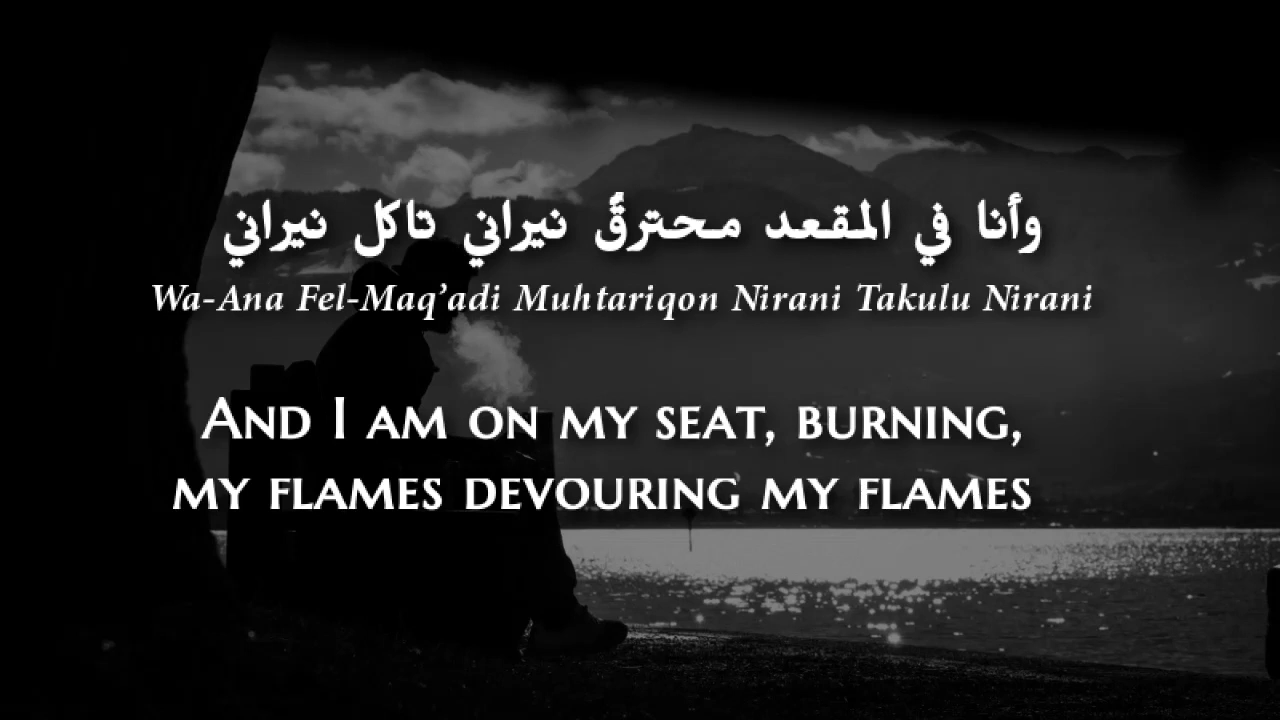 وأنا في المقعد محترقٌ نيراني تاكل نيراني
Wa-Ana Fel-Maq’adi Muhtariqon Nirani Takulu Nirani
And I am on my seat, burning,
my flames devouring my flames